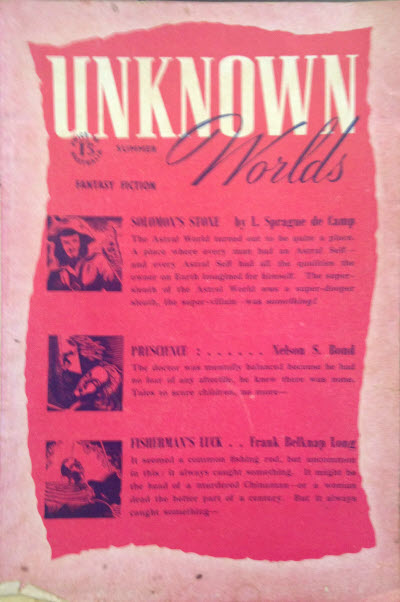 UNKNOWN
Worlds
15
SUMMER
FANTASY FICTION
SOLOMON'S STONE by L. Sprague de Camp
The Astral World turned out to be quite a place.
A place where every man had an Astral Self—
and every Astral Self had all the qualities the
owner on Earth imagined for himself. The super-
sheath of the Astral World was a super-dooper
sheath, the super-villain was something!
PRESCIENCE : . . . . . . Nelson S. Bond
The doctor was mentally balanced because he had
no fear of any afterlife, he knew there was none.
Tales to scare children, no more—
FISHERMAN'S LUCK . . Frank Belknap Long
It seemed a common fishing rod, but uncommon
in this: it always caught something. It might be
the head of a murdered Chinaman—or a woman
dead the better part of a century. But it always
caught something—